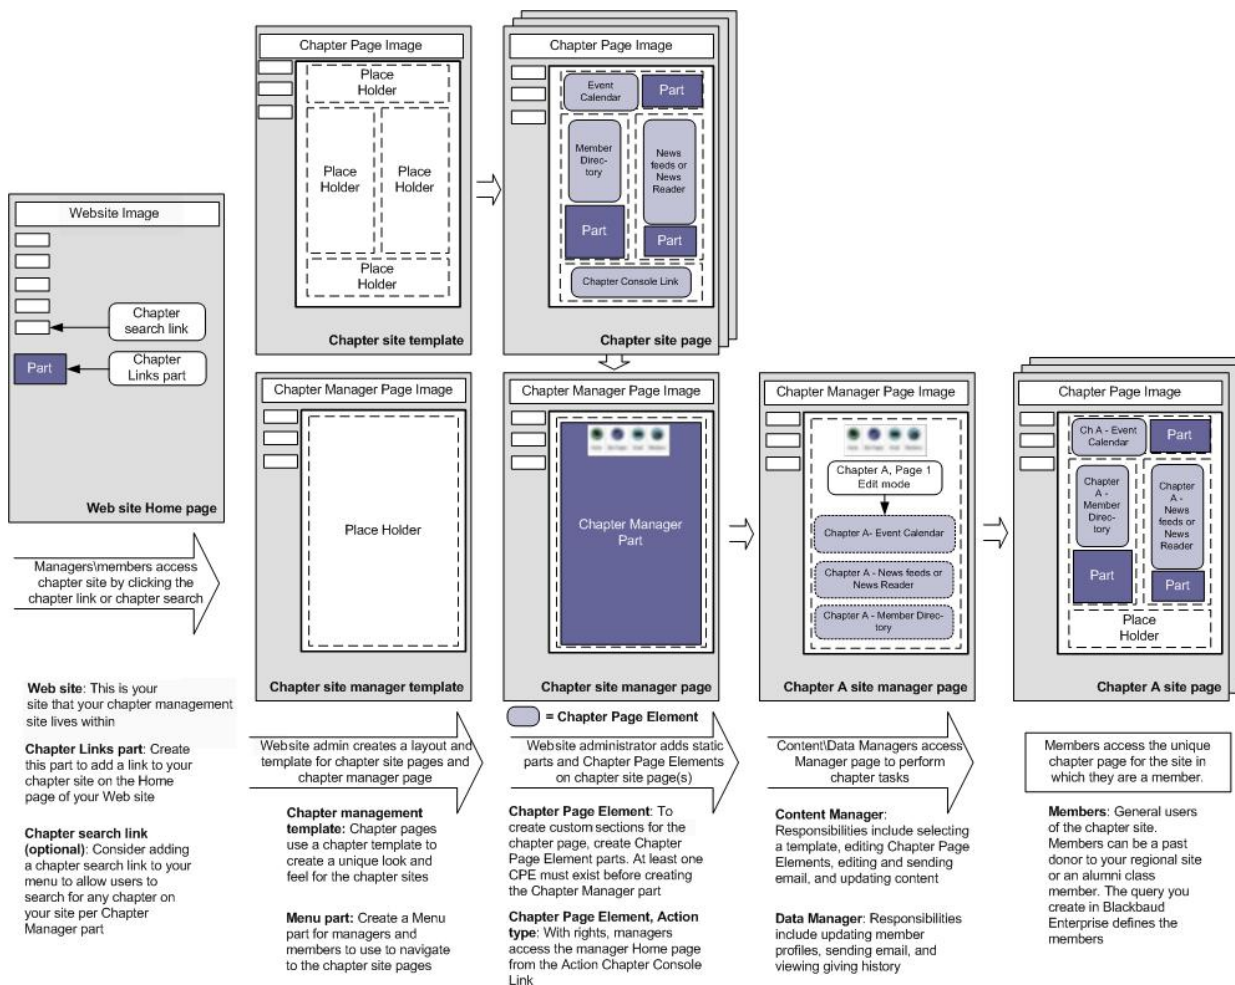 Website Image
Chapter
search link
Part
Chapter
Links part
Web site Home page
Managers\members access
chapter site by clicking the
chapter link or chapter search
Web site: This is your
site that your chapter management
site lives within
Chapter Links part: Create
this part to add a link to your
chapter site on the Home
page of your Web site
Chapter search link
(optional): Consider adding
a chapter search link to your
menu to allow users to
search for any chapter on
your site per Chapter
Manager part
Chapter Page Image
Place
Holder
Place
Holder
Place
Holder
Place
Holder
Chapter site template
Chapter Page Image
Event
Calendar
Part
Member
Direc-
tory
News
feeds or
News
Reader
Part
Part
Chapter Console Link
Chapter site page
Chapter Manager Page Image
Place Holder
Chapter site manager template
Chapter Manager Page Image
Chapter Manager
Part
Chapter site manager page
Chapter Manager Page Image
Chapter A, Page 1
Edit mode
Chapter A- Event Calendar
Chapter A - News feeds or
News Reader
Chapter A - Member Direc-
tory
Chapter A site manager page
Chapter Page Image
Ch A - Event
Calendar
Part
Chapter
A -
Member
Direc-
tory
Chapter
A -
News
feeds or
News
Reader
Part
Part
Place
Holder
Chapter A site page
Website admin creates a layout and
template for chapter site pages and
chapter manager page
Chapter management
template: Chapter pages
use a chapter template to
create a unique look and
feel for the chapter sites
Menu part: Create a Menu
part for managers and
members to use to navigate
to the chapter site pages
= Chapter Page Element
Website administrator adds static
parts and Chapter Page Elements
on chapter site page(s)
Chapter Page Element: To
create custom sections for the
chapter page, create Chapter
Page Element parts. At least one
CPE must exist before creating
the Chapter Manager part
Chapter Page Element, Action
type: With rights, managers
access the manager Home page
from the Action Chapter Console
Link
Content\Data Managers access
Manager page to perform
chapter tasks
Content Manager:
Responsibilities include selecting
a template, editing Chapter Page
Elements, editing and sending
email, and updating content
Data Manager: Responsibilities
include updating member
profiles, sending email, and
viewing giving history
Members access the unique
chapter page for the site in
which they are a member.
Members: General users
of the chapter site.
Members can be a past
donor to your regional site
or an alumni class
member. The query you
create in Blackbaud
Enterprise defines the
members